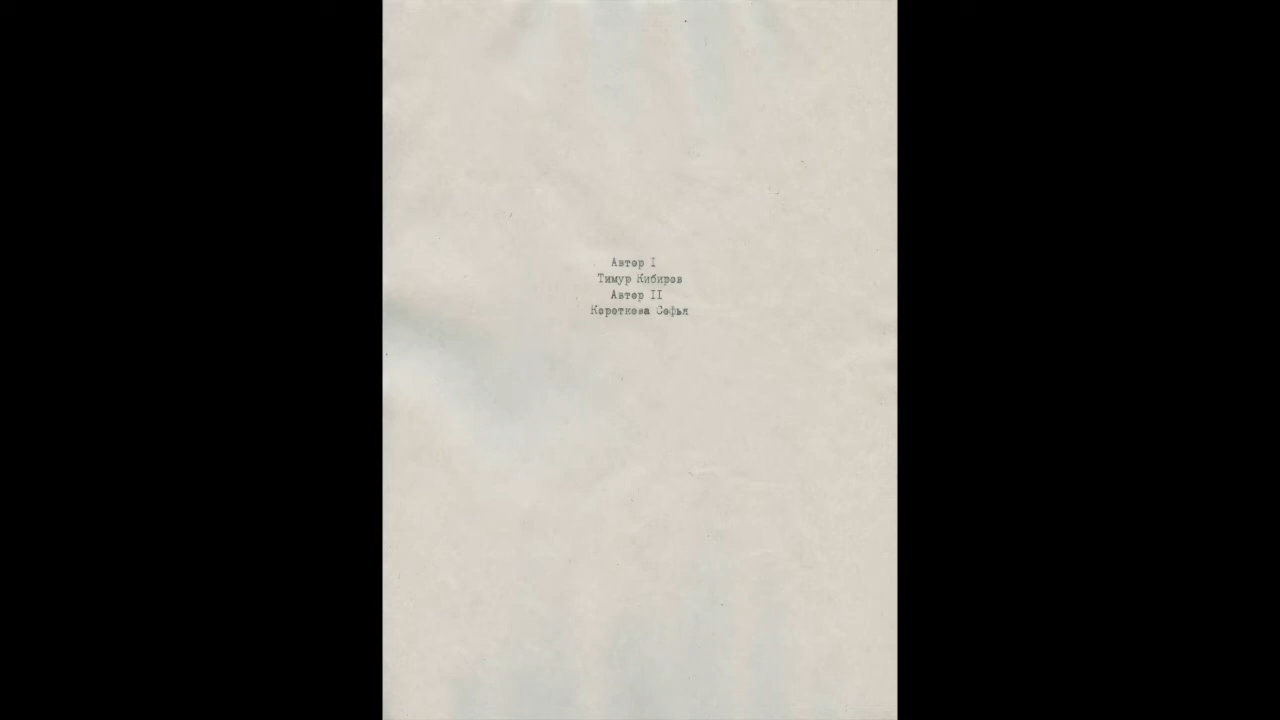 Автор I
Тимур Кибиров
Автор II
Короткова Софья